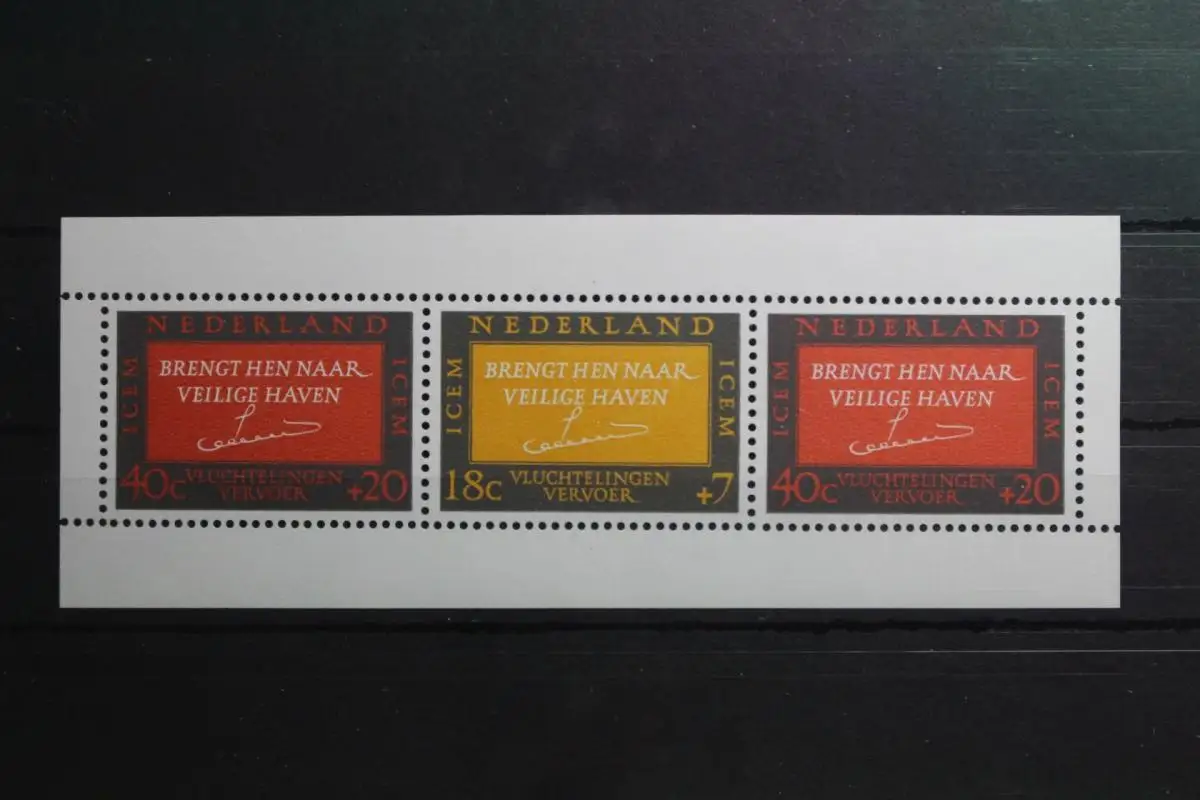 NEDERLAND
ICEM
BRENGT HEN NAAR
VEILIGE HAVEN
ICEM
40c VLUCHTELINGEN +20
VERVOER
NEDERLAND
ICEM
BRENGT HEN NAAR
VEILIGE HAVEN
ICEM
18c VLUCHTELINGEN +7
VERVOER
NEDERLAND
I·CEM
BRENGT HEN NAAR
VEILIGE HAVEN
ICEM
40c VLUCHTELINGEN +20
VERVOER